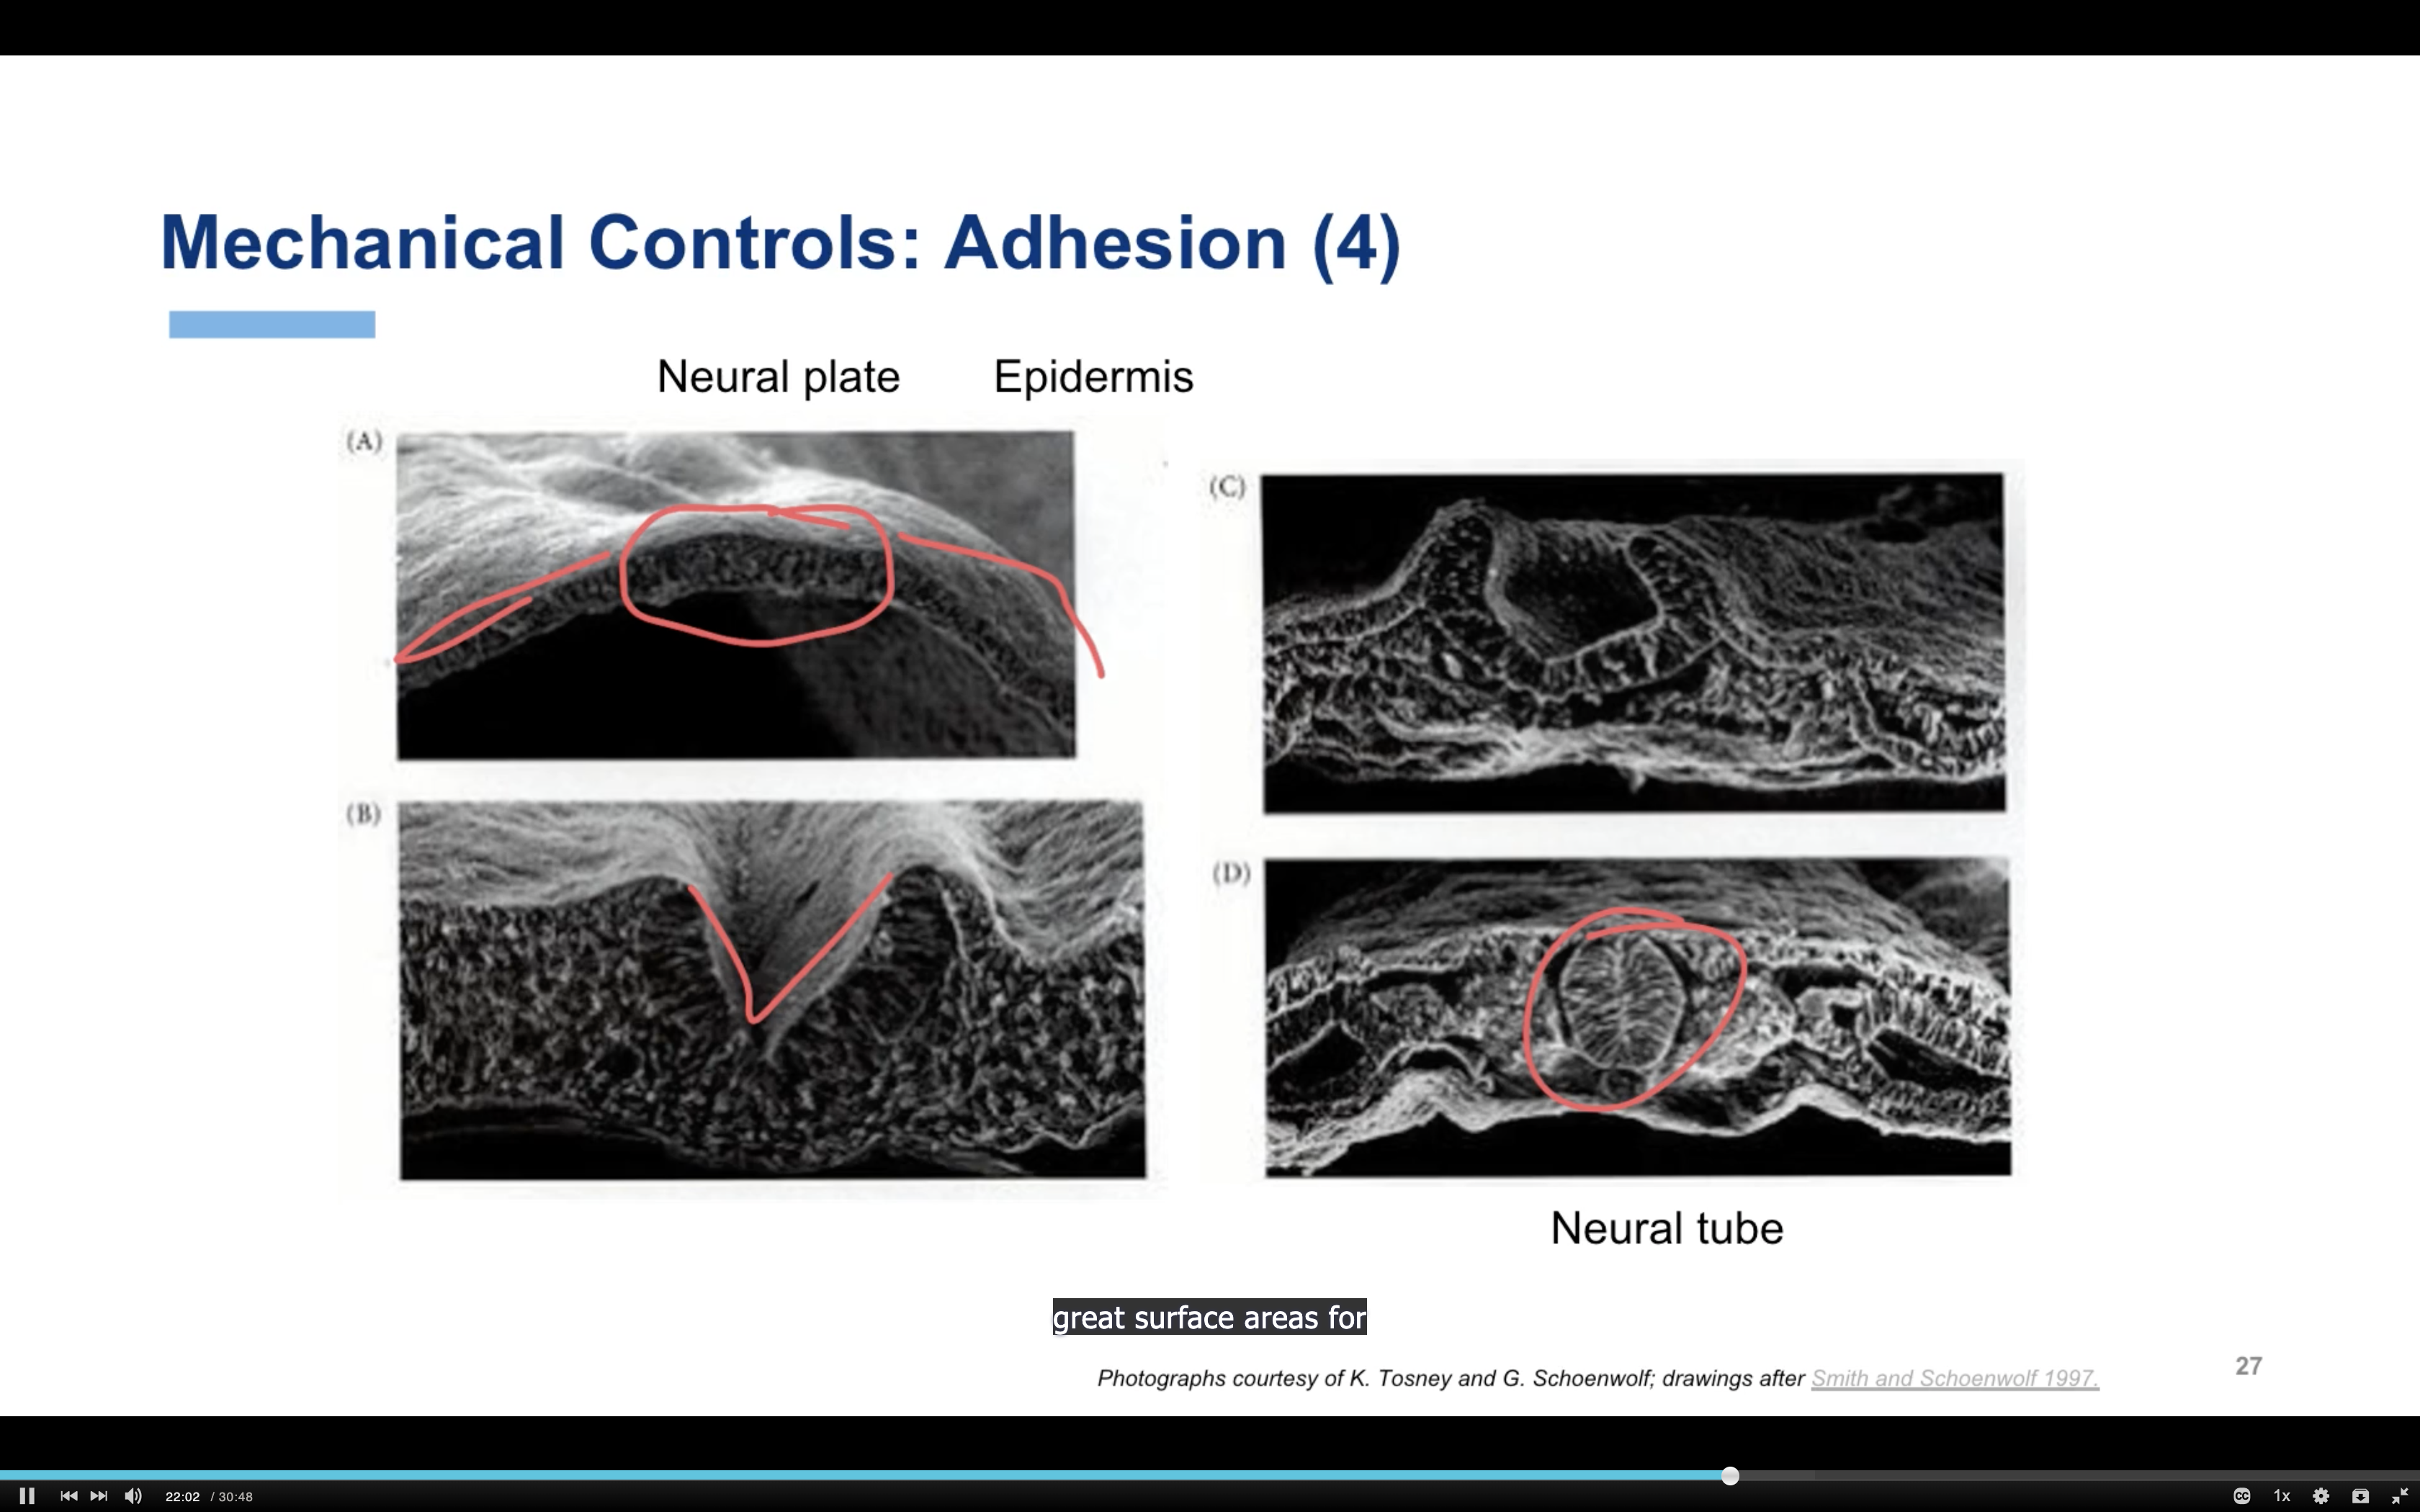 Mechanical Controls: Adhesion (4)
Neural plate Epidermis
(A)
(B)
(C)
(D)
Neural tube
great surface areas for
Photographs courtesy of K. Tosney and G. Schoenwolf; drawings after Smith and Schoenwolf 1997.
27
22:02 / 30:48
CC
1x